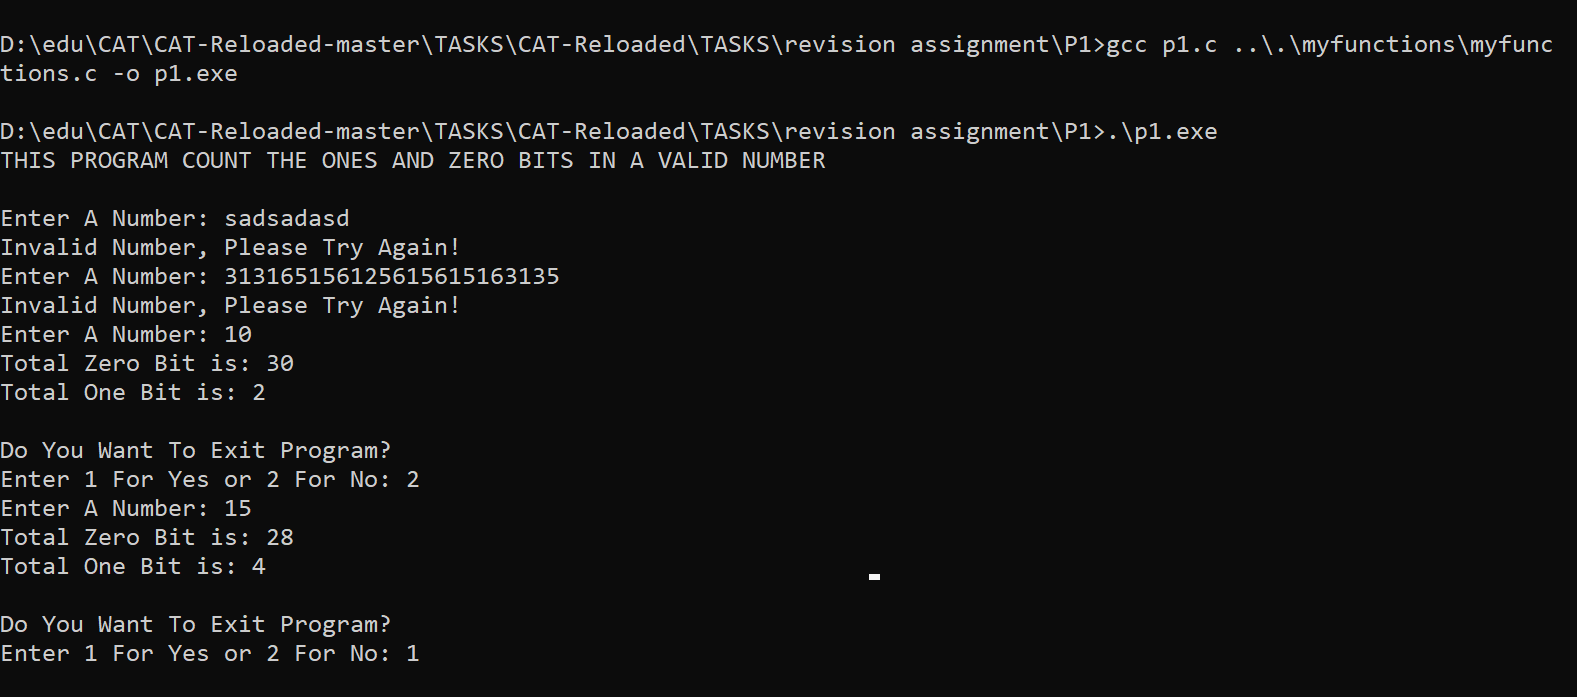 D:\edu\CAT\CAT-Reloaded-master\TASKS\CAT-Reloaded\TASKS\revision assignment\P1>gcc p1.c ..\.\myfunctions\myfunc
tions.c -o p1.exe
D:\edu\CAT\CAT-Reloaded-master\TASKS\CAT-Reloaded\TASKS\revision assignment\P1>.\p1.exe
THIS PROGRAM COUNT THE ONES AND ZERO BITS IN A VALID NUMBER
Enter A Number: sadsadasd
Invalid Number, Please Try Again!
Enter A Number: 313165156125615615163135
Invalid Number, Please Try Again!
Enter A Number: 10
Total Zero Bit is: 30
Total One Bit is: 2
Do You Want To Exit Program?
Enter 1 For Yes or 2 For No: 2
Enter A Number: 15
Total Zero Bit is: 28
Total One Bit is: 4
Do You Want To Exit Program?
Enter 1 For Yes or 2 For No: 1